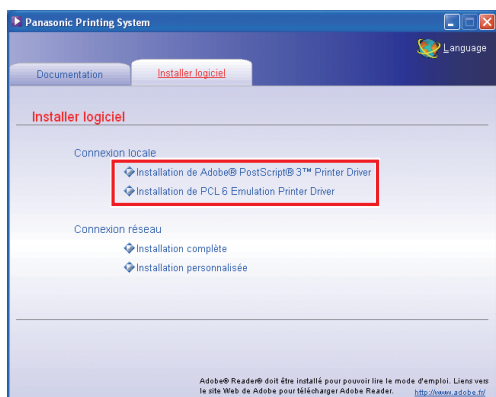 Panasonic Printing System
Language
Documentation
Installer logiciel
Installer logiciel
Connexion locale
Installation de Adobe® PostScript® 3™ Printer Driver
Installation de PCL 6 Emulation Printer Driver
Connexion réseau
Installation complète
Installation personnalisée
Adobe® Reader® doit être installé pour pouvoir lire le mode d'emploi. Liens vers
le site Web de Adobe pour télécharger Adobe Reader. http://www.adobe.fr/